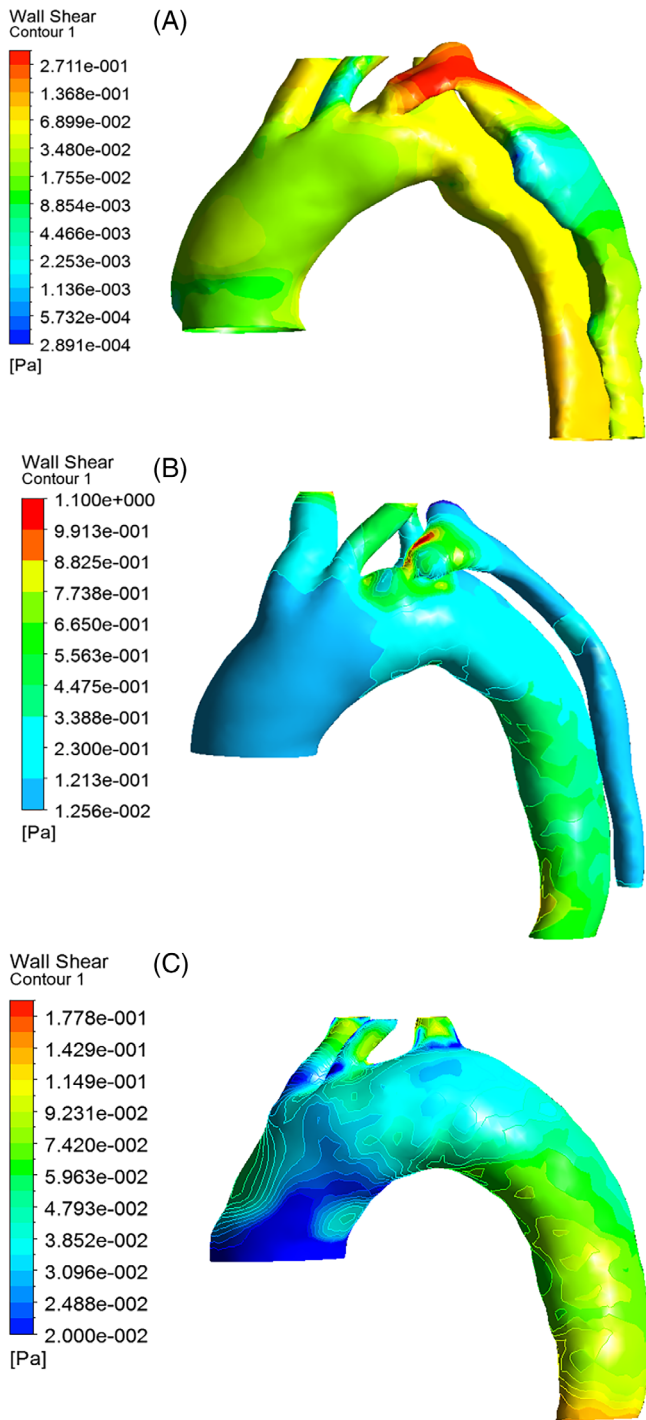 Wall Shear
Contour 1
(A)
2.711e-001
1.368e-001
6.899e-002
3.480e-002
1.755e-002
8.854e-003
4.466e-003
2.253e-003
1.136e-003
5.732e-004
2.891e-004
[Pa]
Wall Shear
Contour 1
(B)
1.100e+000
9.913e-001
8.825e-001
7.738e-001
6.650e-001
5.563e-001
4.475e-001
3.388e-001
2.300e-001
1.213e-001
1.256e-002
[Pa]
Wall Shear
Contour 1
(C)
1.778e-001
1.429e-001
1.149e-001
9.231e-002
7.420e-002
5.963e-002
4.793e-002
3.852e-002
3.096e-002
2.488e-002
2.000e-002
[Pa]